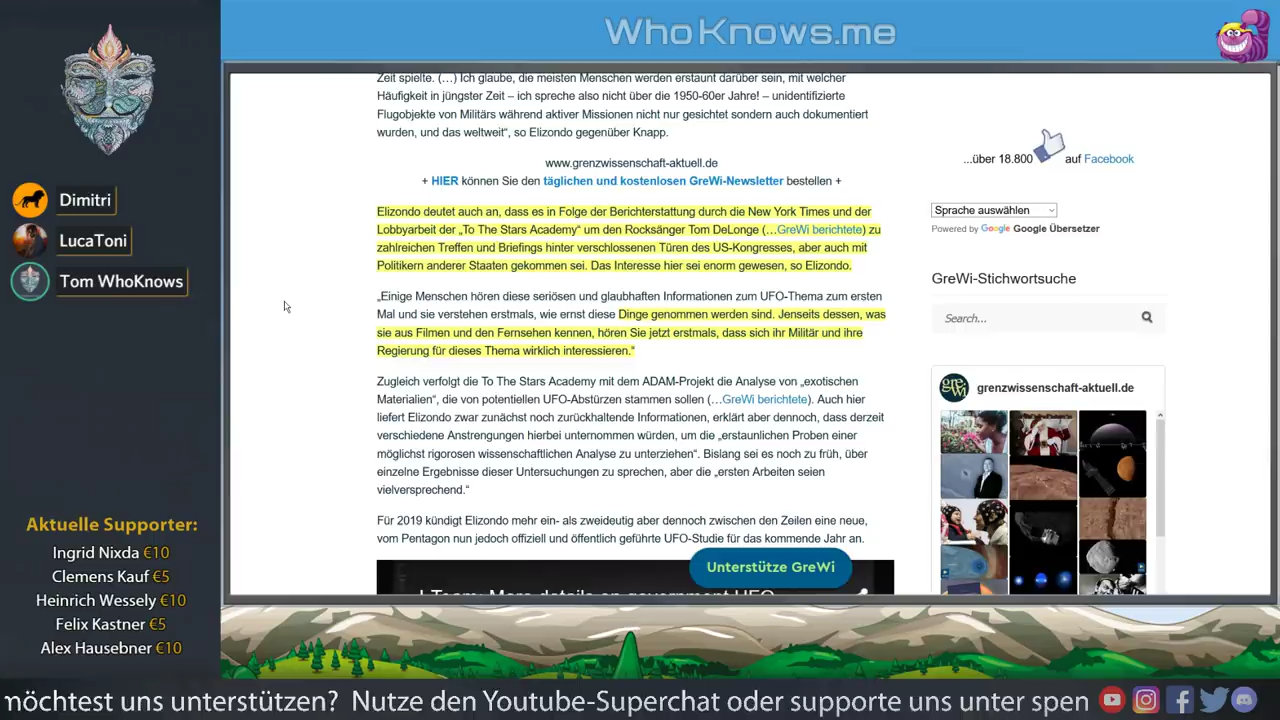 WhoKnows.me
Dimitri
LucaToni
Tom WhoKnows
Aktuelle Supporter:
Ingrid Nixda €10
Clemens Kauf €5
Heinrich Wessely €10
Felix Kastner €5
Alex Hausebner €10
Zeit spielte. (…) Ich glaube, die meisten Menschen werden erstaunt darüber sein, mit welcher
Häufigkeit in jüngster Zeit – ich spreche also nicht über die 1950-60er Jahre! – unidentifizierte
Flugobjekte von Militärs während aktiver Missionen nicht nur gesichtet sondern auch dokumentiert
wurden, und das weltweit“, so Elizondo gegenüber Knapp.
www.grenzwissenschaft-aktuell.de
+ HIER können Sie den täglichen und kostenlosen GreWi-Newsletter bestellen +
Elizondo deutet auch an, dass es in Folge der Berichterstattung durch die New York Times und der
Lobbyarbeit der „To The Stars Academy“ um den Rocksänger Tom DeLonge (…GreWi berichtete) zu
zahlreichen Treffen und Briefings hinter verschlossenen Türen des US-Kongresses, aber auch mit
Politikern anderer Staaten gekommen sei. Das Interesse hier sei enorm gewesen, so Elizondo.
„Einige Menschen hören diese seriösen und glaubhaften Informationen zum UFO-Thema zum ersten
Mal und sie verstehen erstmals, wie ernst diese Dinge genommen werden sind. Jenseits dessen, was
sie aus Filmen und den Fernsehen kennen, hören Sie jetzt erstmals, dass sich ihr Militär und ihre
Regierung für dieses Thema wirklich interessieren.“
Zugleich verfolgt die To The Stars Academy mit dem ADAM-Projekt die Analyse von „exotischen
Materialien“, die von potentiellen UFO-Abstürzen stammen sollen (…GreWi berichtete). Auch hier
liefert Elizondo zwar zunächst noch zurückhaltende Informationen, erklärt aber dennoch, dass derzeit
verschiedene Anstrengungen hierbei unternommen würden, um die „erstaunlichen Proben einer
möglichst rigorosen wissenschaftlichen Analyse zu unterziehen“. Bislang sei es noch zu früh, über
einzelne Ergebnisse dieser Untersuchungen zu sprechen, aber die „ersten Arbeiten seien
vielversprechend.“
Für 2019 kündigt Elizondo mehr ein- als zweideutig aber dennoch zwischen den Zeilen eine neue,
vom Pentagon nun jedoch offiziell und öffentlich geführte UFO-Studie für das kommende Jahr an.
Unterstütze GreWi
I-Team: More details on government UFO
...über 18.800 auf Facebook
Sprache auswählen
Powered by Google Google Übersetzer
GreWi-Stichwortsuche
Search...
grewi
grenzwissenschaft-aktuell.de
möchtest uns unterstützen? Nutze den Youtube-Superchat oder supporte uns unter spen